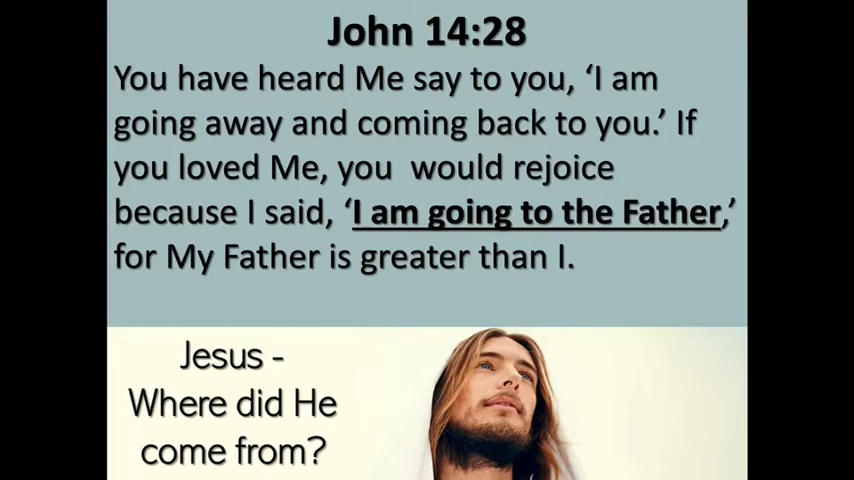 John 14:28
You have heard Me say to you, ‘I am
going away and coming back to you.’ If
you loved Me, you  would rejoice
because I said, ‘I am going to the Father,’
for My Father is greater than I.
Jesus -
Where did He
come from?